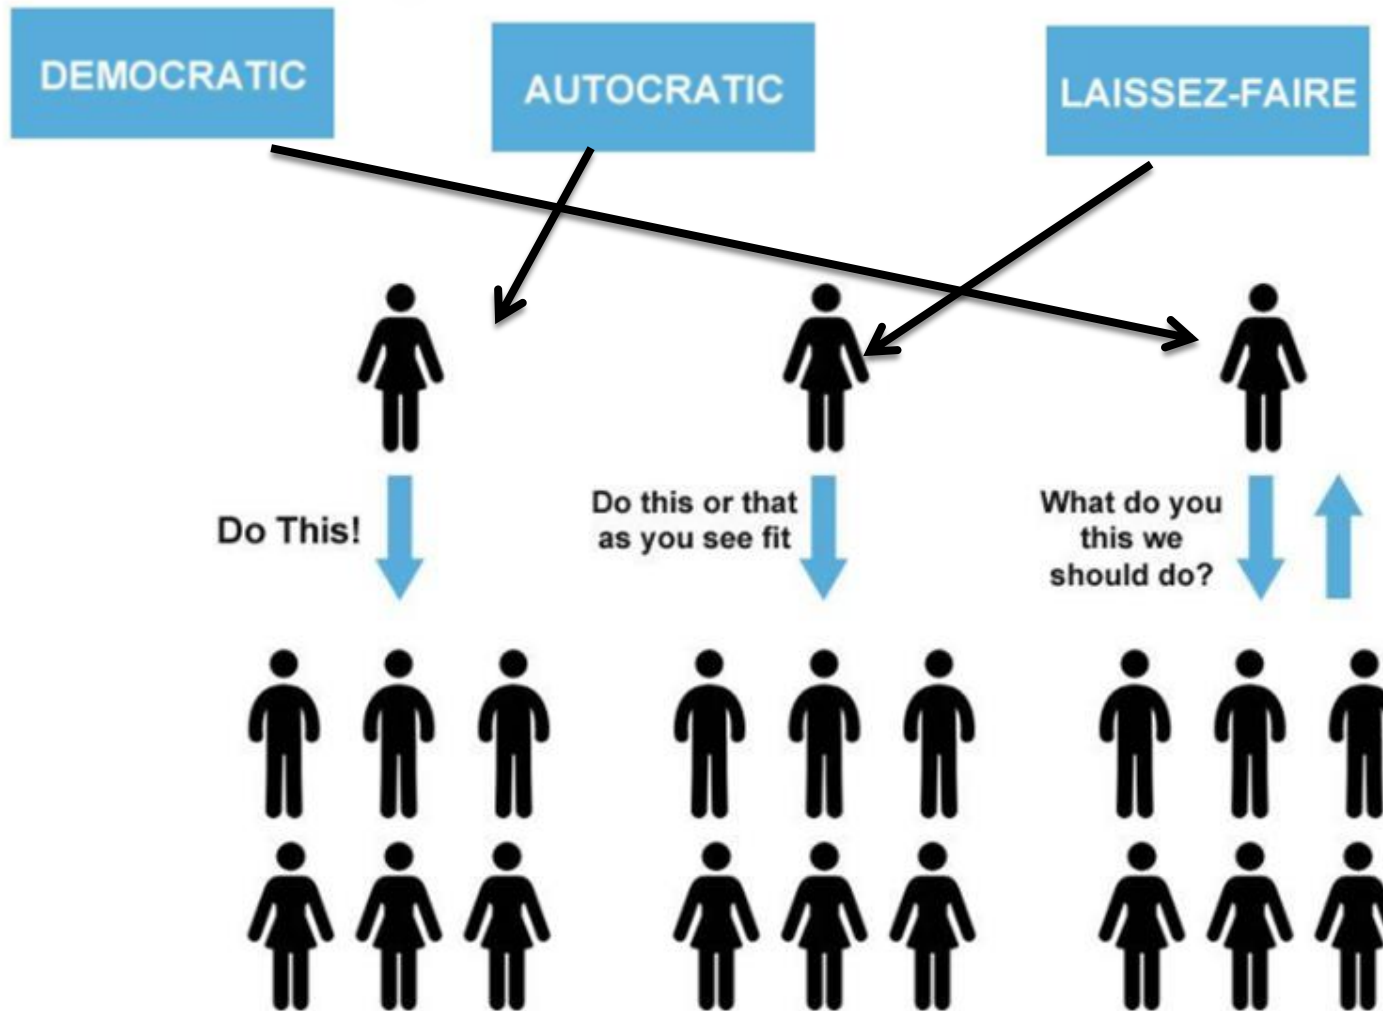 DEMOCRATIC
AUTOCRATIC
LAISSEZ-FAIRE
Do This!
Do this or that
as you see fit
What do you
this we
should do?